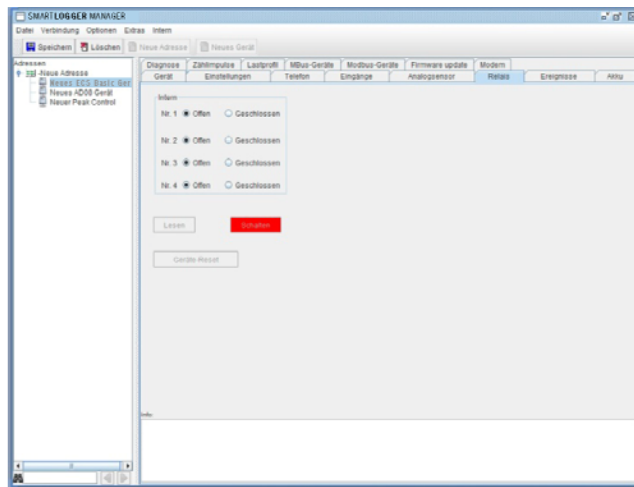 SMARTLOGGER MANAGER
Datei Verbindung Optionen Extras Intern
Speichern Löschen Neue Adresse Neues Gerät
Adressen
-Neue Adresse
Neues ECG Basic Ger
Neues AD08 Gerät
Neuer Peak Control
Diagnose Zählimpulse Lastprofil MBus-Geräte Modbus-Geräte Firmware update Modem
Gerät Einstellungen Telefon Eingänge Analogsensor Relais Ereignisse Akku
Intern
Nr. 1 Offen Geschlossen
Nr. 2 Offen Geschlossen
Nr. 3 Offen Geschlossen
Nr. 4 Offen Geschlossen
Lesen Schalten
Geräte-Reset
Info: